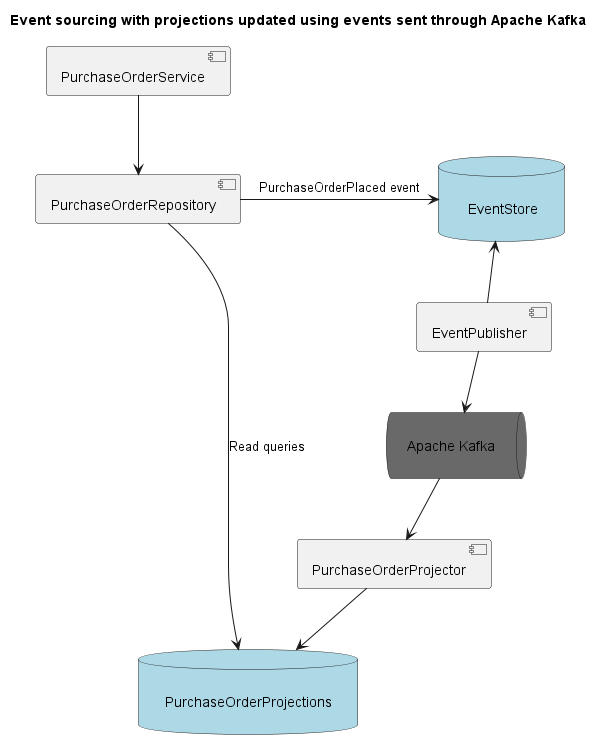 Event sourcing with projections updated using events sent through Apache Kafka
PurchaseOrderService
PurchaseOrderRepository
PurchaseOrderPlaced event
EventStore
EventPublisher
Apache Kafka
Read queries
PurchaseOrderProjector
PurchaseOrderProjections